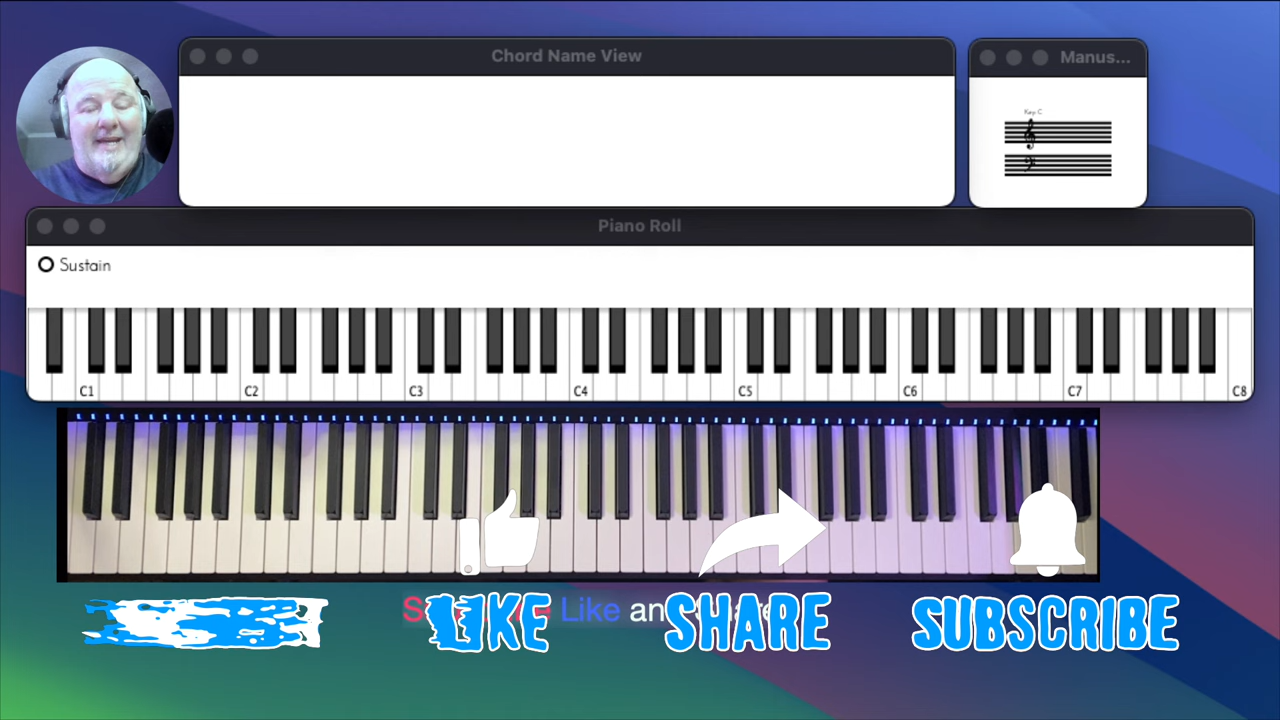 Chord Name View
Manus...
Key: C
Piano Roll
Sustain
C1 C2 C3 C4 C5 C6 C7 C8
Like
LIKE SHARE SUBSCRIBE